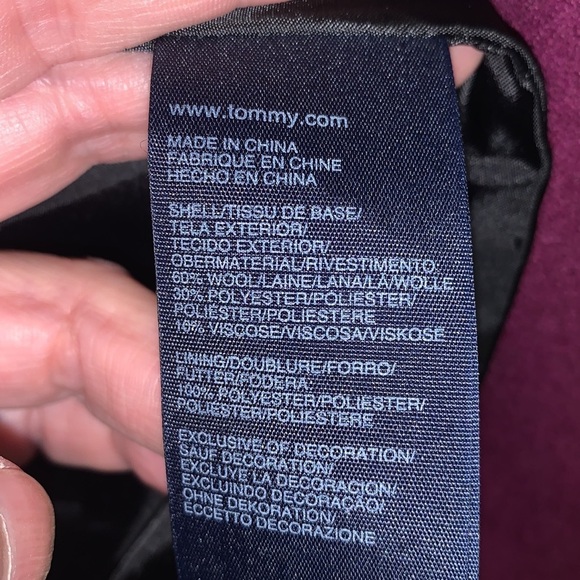 www.tommy.com
MADE IN CHINA
FABRIQUE EN CHINE
HECHO EN CHINA
SHELL/TISSU DE BASE/
TELA EXTERIOR/
TECIDO EXTERIOR/
OBERMATERIAL/RIVESTIMENTO
60% WOOL/LAINE/LANA/LÃ/WOLLE
30% POLYESTER/POLIESTER/
POLIÉSTER/POLIESTERE
10% VISCOSE/VISCOSA/VISKOSE
LINING/DOUBLURE/FORRO/
FUTTER/FODERA
100% POLYESTER/POLIESTER/
POLIÉSTER/POLIESTERE
EXCLUSIVE OF DECORATION/
SAUF DECORATION/
EXCLUYE LA DECORACION/
EXCLUINDO DECORAÇÃO/
OHNE DEKORATION/
ECCETTO DECORAZIONE